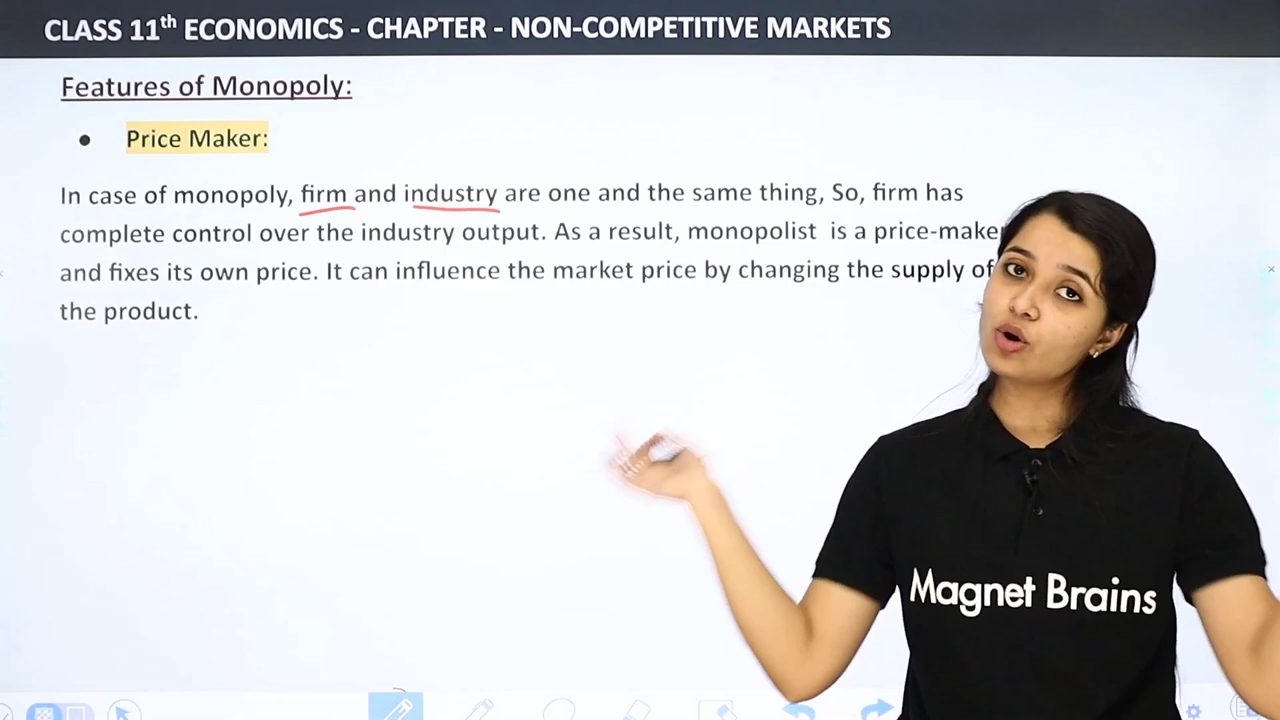 CLASS 11th ECONOMICS - CHAPTER - NON-COMPETITIVE MARKETS
Features of Monopoly:
• Price Maker:
In case of monopoly, firm and industry are one and the same thing, So, firm has
complete control over the industry output. As a result, monopolist is a price-make
and fixes its own price. It can influence the market price by changing the supply of
the product.
Magnet Brains